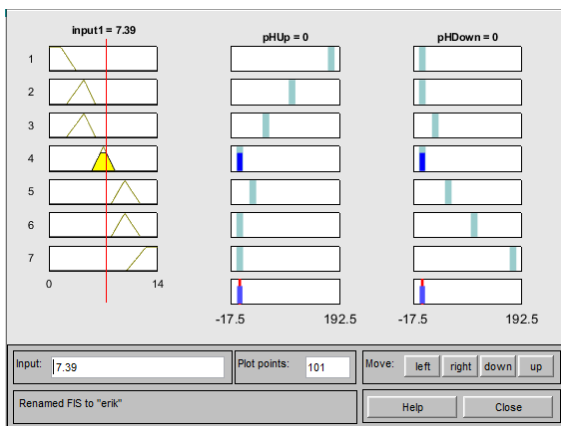 input1 = 7.39
pHUp = 0
pHDown = 0
1
2
3
4
5
6
7
0 14
-17.5 192.5
-17.5 192.5
Input: 7.39
Plot points: 101
Move: left right down up
Renamed FIS to "erik"
Help Close